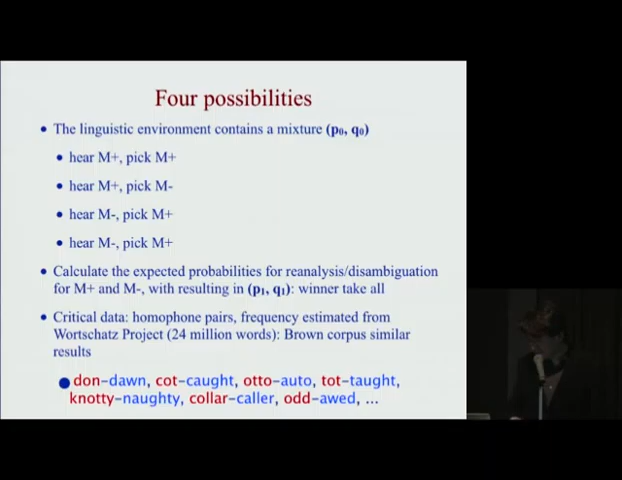 Four possibilities
• The linguistic environment contains a mixture (p₀, q₀)
• hear M+, pick M+
• hear M+, pick M-
• hear M-, pick M+
• hear M-, pick M+
• Calculate the expected probabilities for reanalysis/disambiguation
for M+ and M-, with resulting in (p₁, q₁): winner take all
• Critical data: homophone pairs, frequency estimated from
Wortschatz Project (24 million words): Brown corpus similar
results
• don-dawn, cot-caught, otto-auto, tot-taught,
knotty-naughty, collar-caller, odd-awed, ...